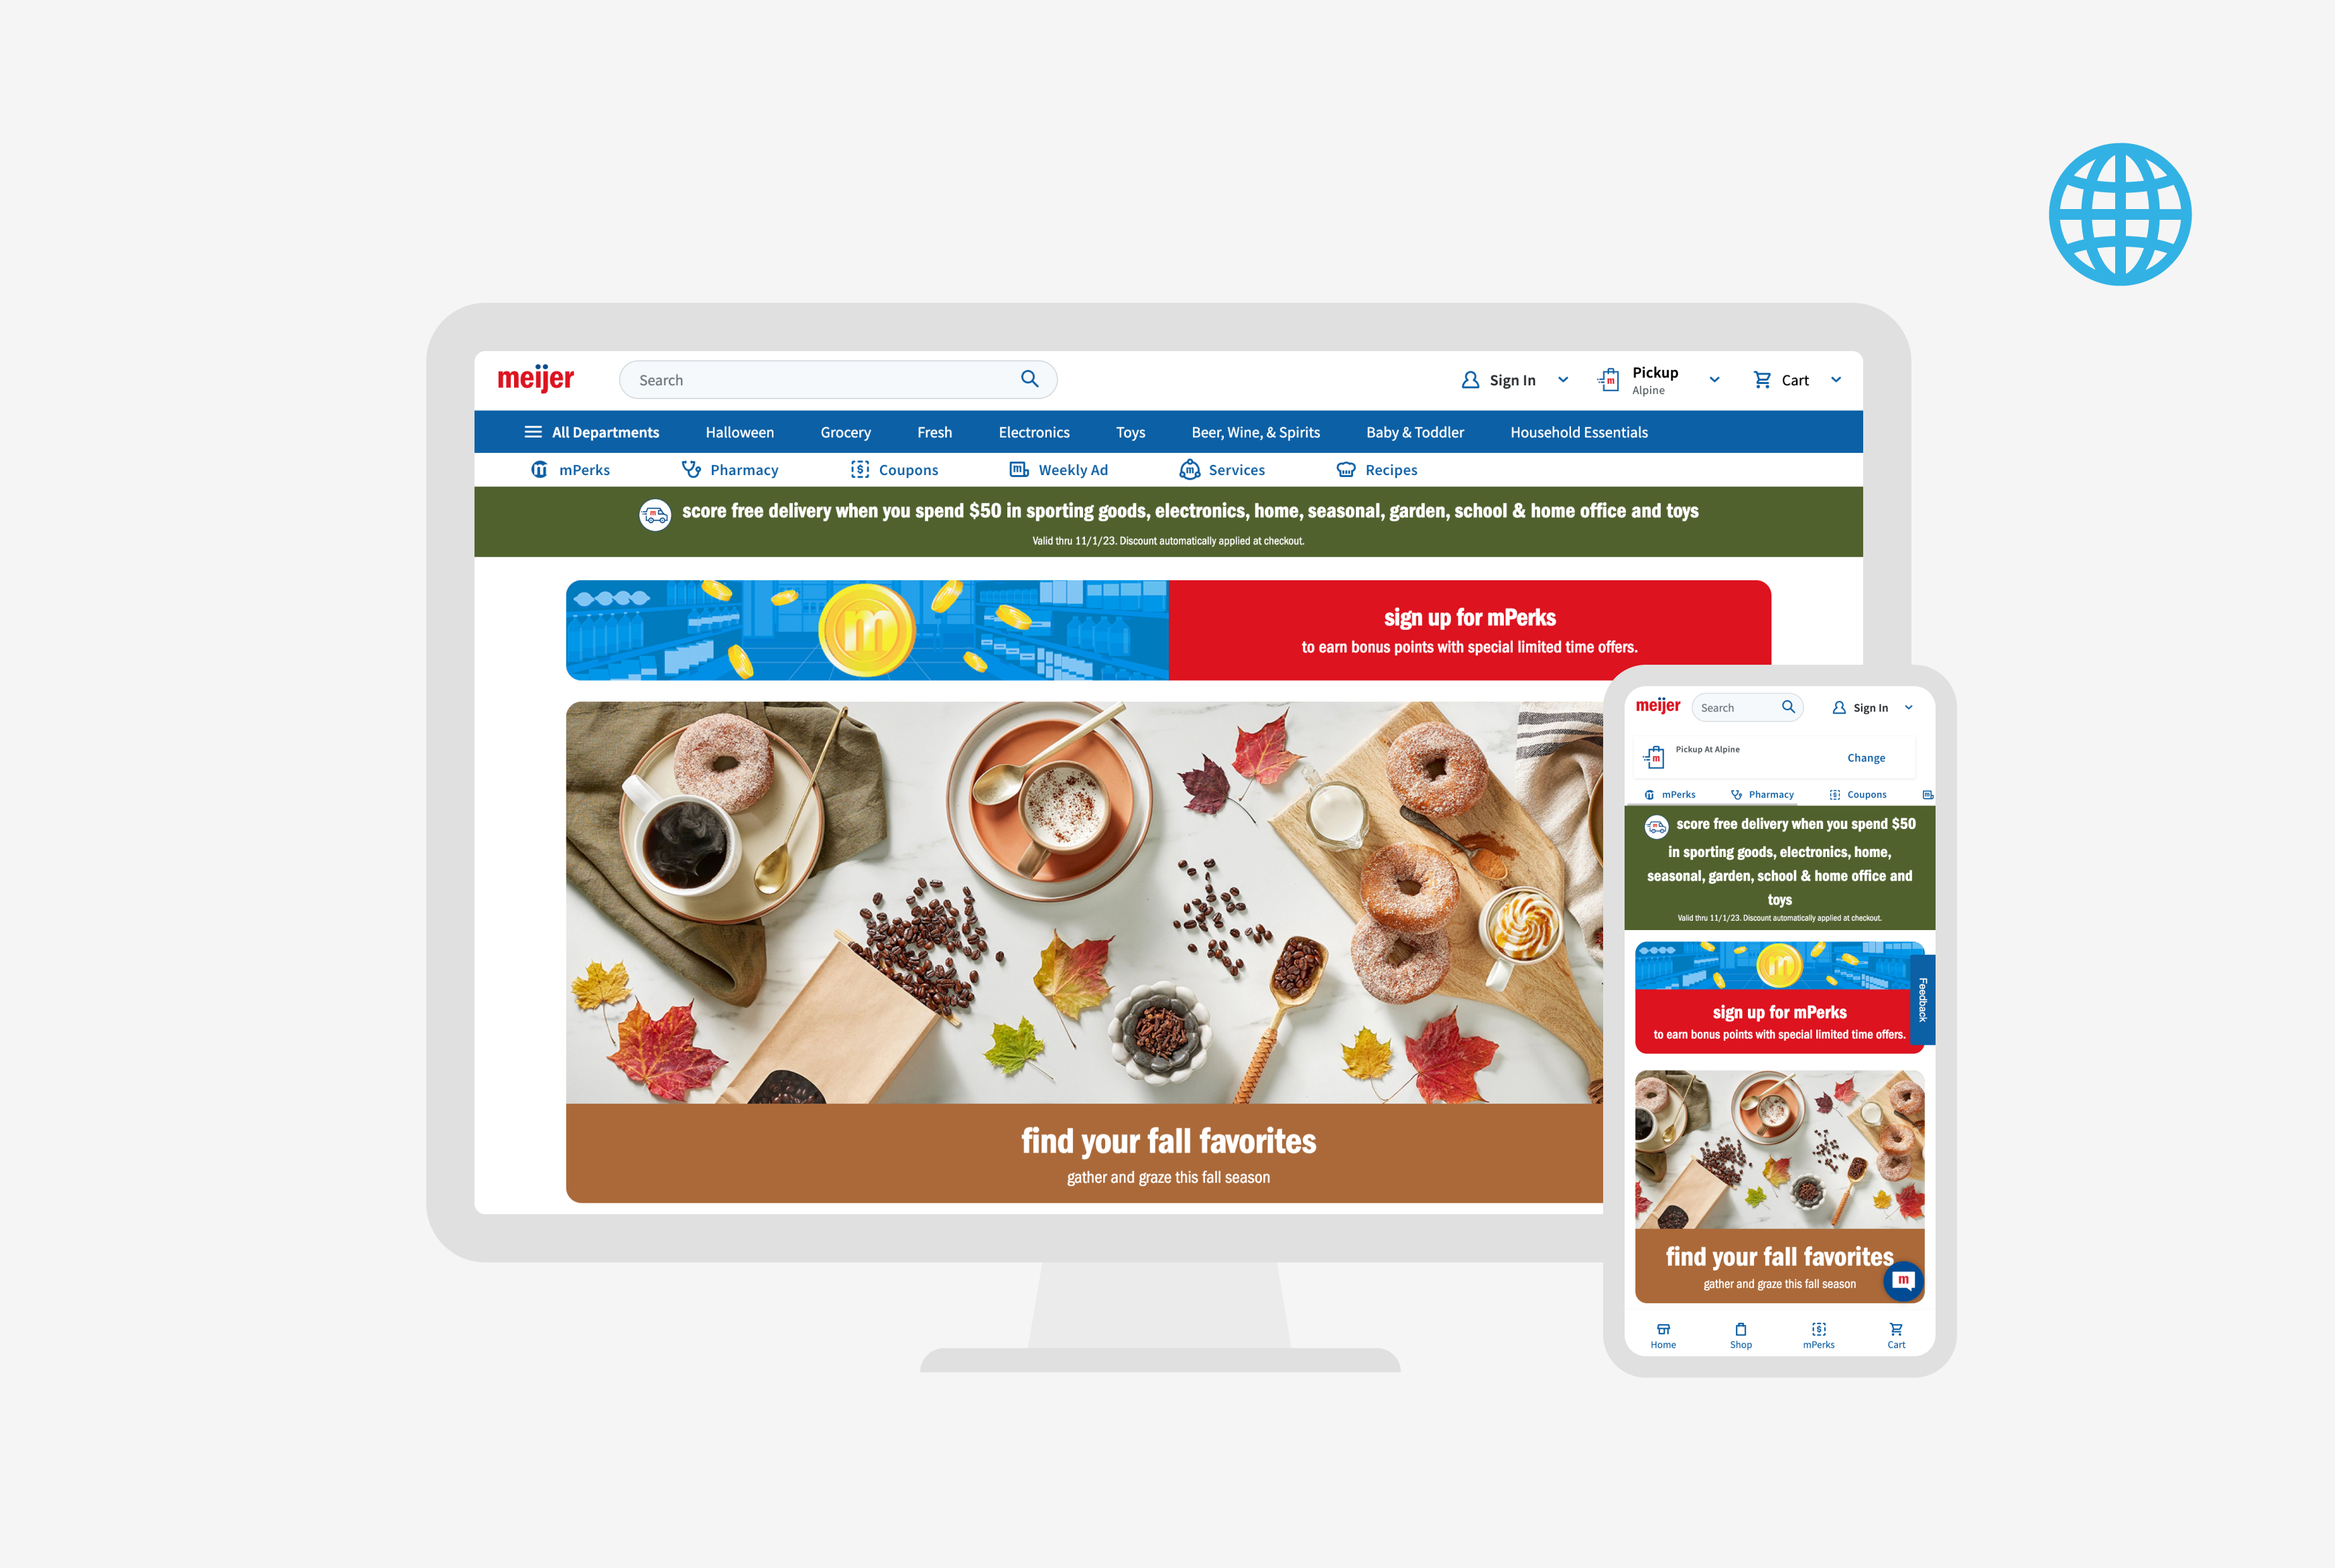 meijer
Search
Sign In
Pickup
Alpine
Cart
All Departments Halloween Grocery Fresh Electronics Toys Beer, Wine, & Spirits Baby & Toddler Household Essentials
mPerks Pharmacy Coupons Weekly Ad Services Recipes
score free delivery when you spend $50 in sporting goods, electronics, home, seasonal, garden, school & home office and toys
Valid thru 11/1/23. Discount automatically applied at checkout.
m
sign up for mPerks
to earn bonus points with special limited time offers.
find your fall favorites
gather and graze this fall season
meijer
Search
Sign In
Pickup At Alpine
Change
mPerks Pharmacy Coupons
score free delivery when you spend $50
in sporting goods, electronics, home,
seasonal, garden, school & home office and
toys
Valid thru 11/1/23. Discount automatically applied at checkout.
m
Feedback
sign up for mPerks
to earn bonus points with special limited time offers.
find your fall favorites
gather and graze this fall season
m
Home Shop mPerks Cart